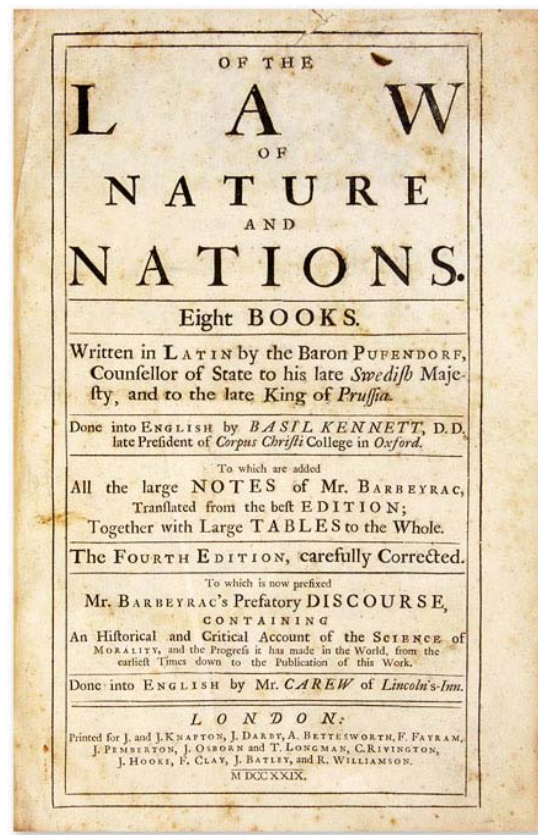 OF THE
LAW
OF
NATURE
AND
NATIONS.
Eight BOOKS.
Written in LATIN by the Baron PUFENDORF,
Counſellor of State to his late Swediſh Maje-
ſty, and to the late King of Pruſſia.
Done into ENGLISH by BASIL KENNETT, D.D.
late Preſident of Corpus Chriſti College in Oxford.
To which are added
All the large NOTES of Mr. BARBEYRAC,
Tranſlated from the beſt EDITION;
Together with Large TABLES to the Whole.
The FOURTH EDITION, carefully Corrected.
To which is now prefixed
Mr. BARBEYRAC's Prefatory DISCOURSE,
CONTAINING
An Hiſtorical and Critical Account of the SCIENCE of
MORALITY, and the Progreſs it has made in the World, from the
earlieſt Times down to the Publication of this Work.
Done into ENGLISH by Mr. CAREW of Lincoln's-Inn.
LONDON:
Printed for J. and J. KNAPTON, J. DARBY, A. BETTESWORTH, F. FAYRAM,
J. PEMBERTON, J. OSBORN and T. LONGMAN, C. RIVINGTON,
J. HOOKE, F. CLAY, J. BATLEY, and R. WILLIAMSON.
M DCC XXIX.